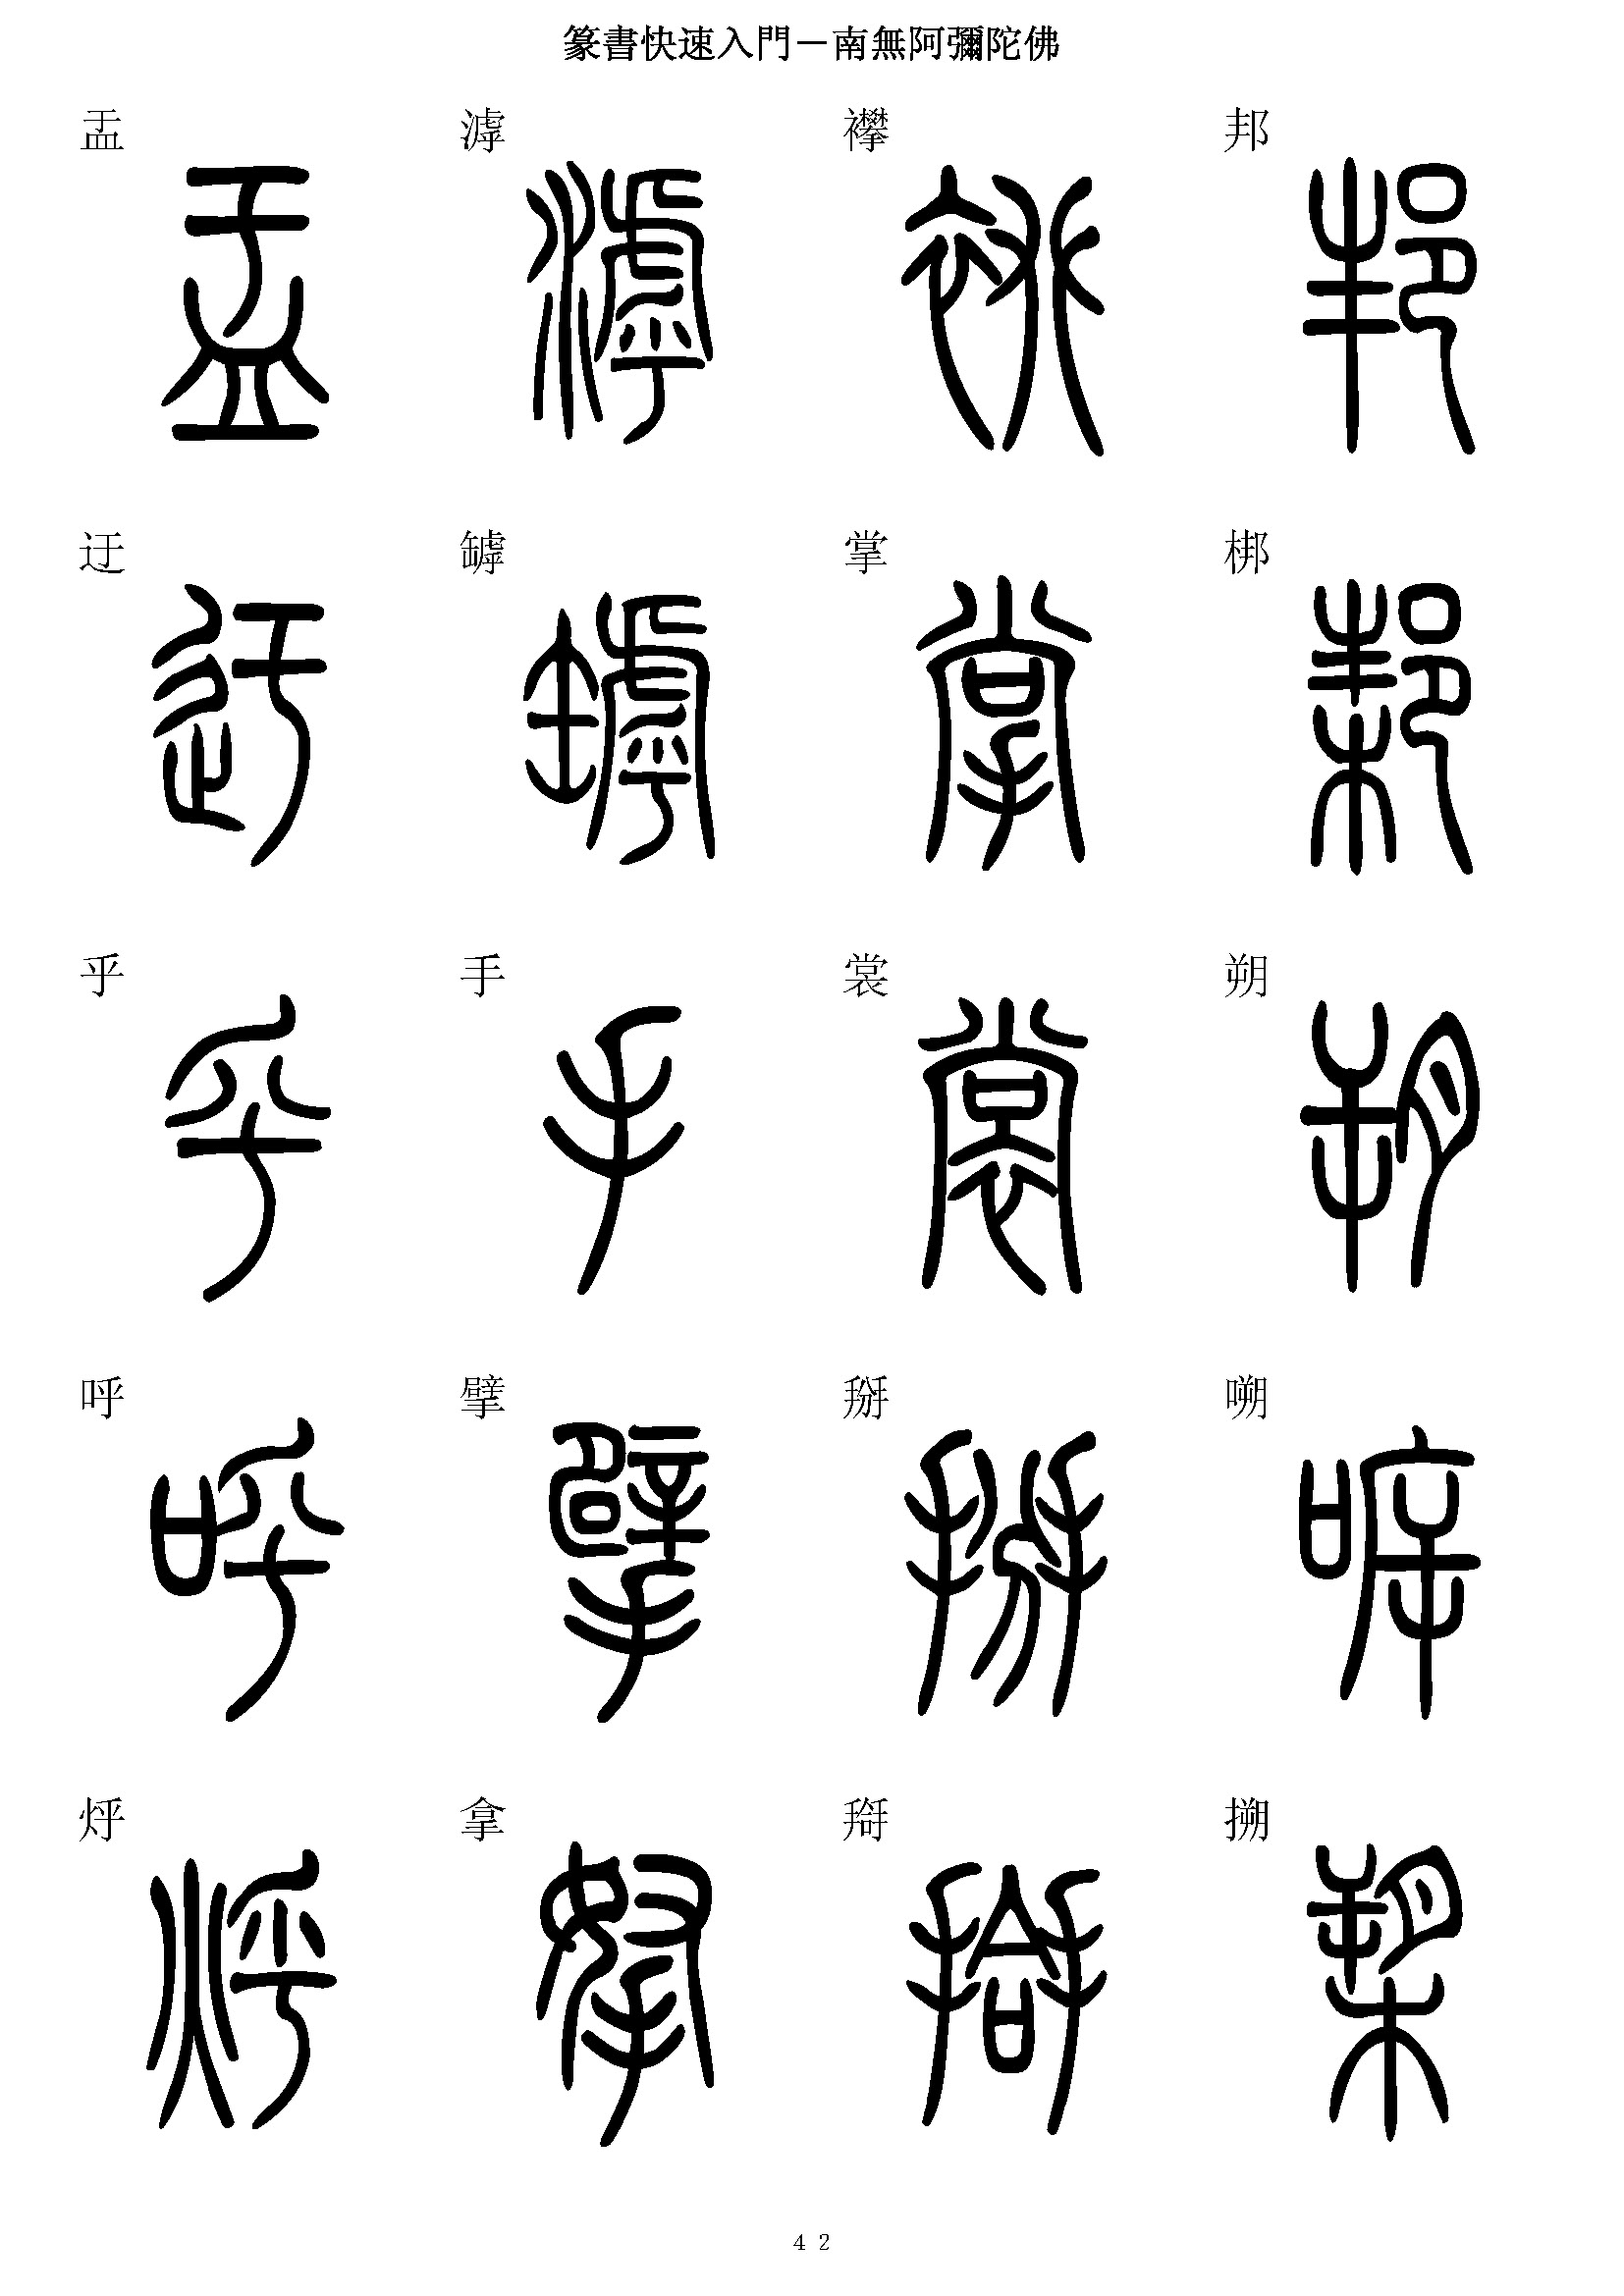 篆書快速入門－南無阿彌陀佛
盂 滹 襻 邦
迂 罅 掌 梆
乎 手 裳 朔
呼 擘 掰 嗍
烀 拿 搿 搠
42